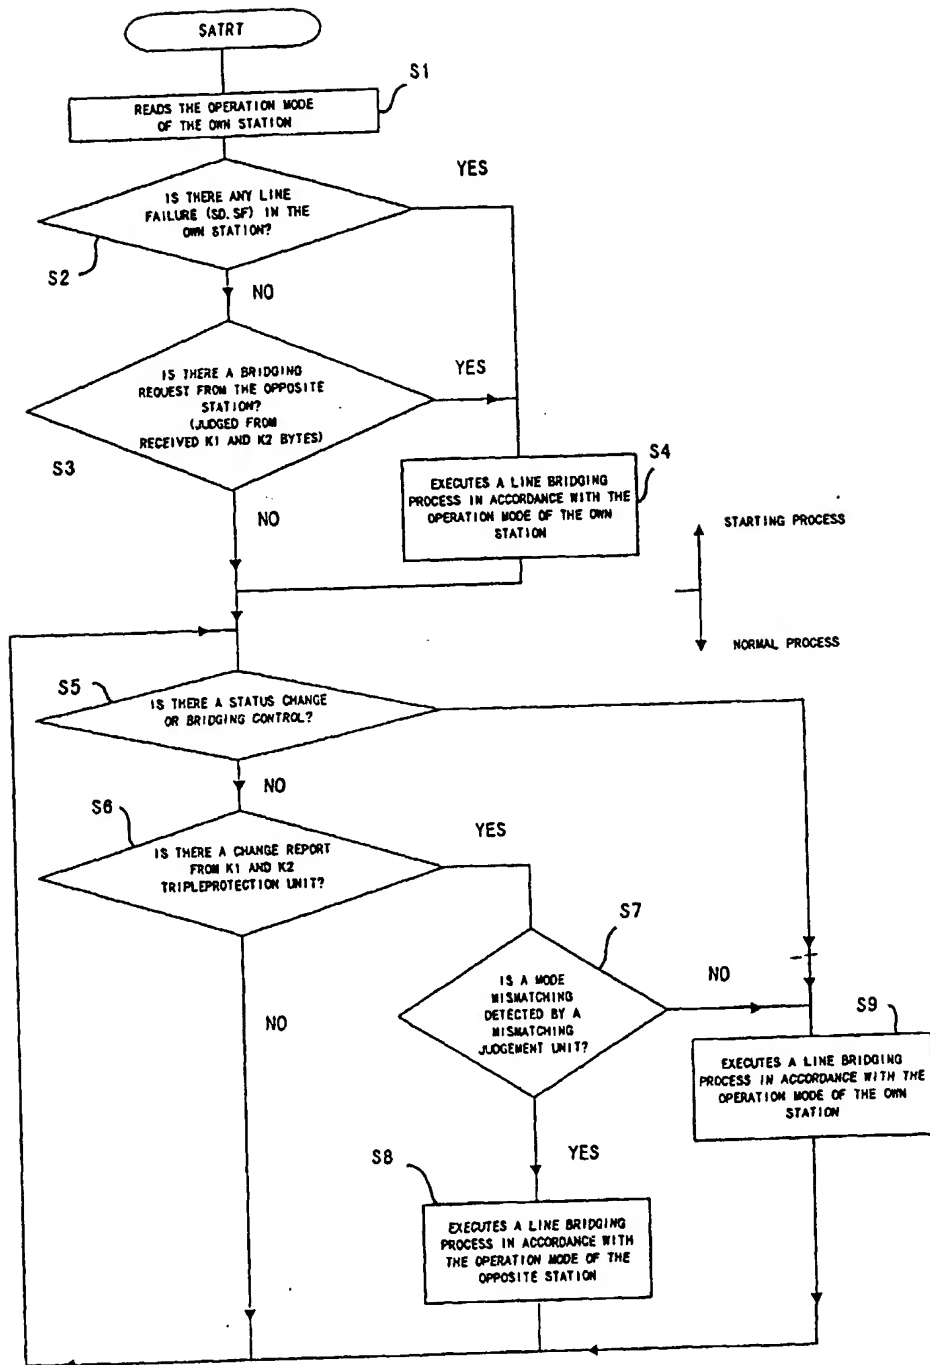 SATRT
S1
READS THE OPERATION MODE
OF THE OWN STATION
YES
IS THERE ANY LINE
FAILURE (SD.SF) IN THE
OWN STATION?
S2
NO
IS THERE A BRIDGING
REQUEST FROM THE OPPOSITE
STATION?
(JUDGED FROM
RECEIVED K1 AND K2 BYTES)
YES
S3
S4
EXECUTES A LINE BRIDGING
PROCESS IN ACCORDANCE WITH THE
OPERATION MODE OF THE OWN
STATION
NO
STARTING PROCESS
NORMAL PROCESS
S5
IS THERE A STATUS CHANGE
OR BRIDGING CONTROL?
NO
S6
YES
IS THERE A CHANGE REPORT
FROM K1 AND K2
TRIPLEPROTECTION UNIT?
S7
IS A MODE
MISMATCHING
DETECTED BY A
MISMATCHING
JUDGEMENT UNIT?
NO
NO
S9
EXECUTES A LINE BRIDGING
PROCESS IN ACCORDANCE WITH THE
OPERATION MODE OF THE OWN
STATION
YES
S8
EXECUTES A LINE BRIDGING
PROCESS IN ACCORDANCE WITH
THE OPERATION MODE OF THE
OPPOSITE STATION